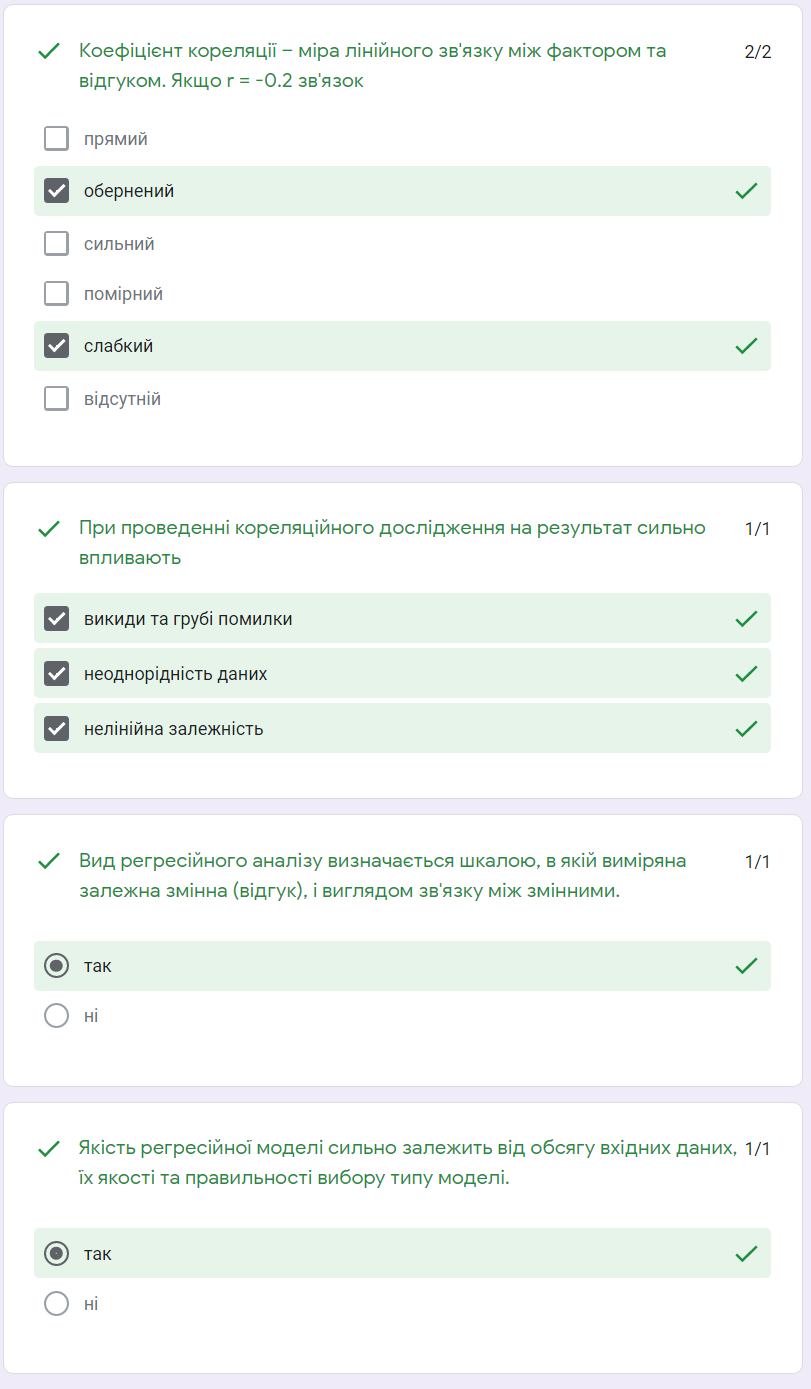 Коефіцієнт кореляції – міра лінійного зв'язку між фактором та
відгуком. Якщо r = -0.2 зв'язок
2/2
прямий
обернений
сильний
помірний
слабкий
відсутній
При проведенні кореляційного дослідження на результат сильно
впливають
1/1
викиди та грубі помилки
неоднорідність даних
нелінійна залежність
Вид регресійного аналізу визначається шкалою, в якій виміряна
залежна змінна (відгук), і виглядом зв'язку між змінними.
1/1
так
ні
Якість регресійної моделі сильно залежить від обсягу вхідних даних,
їх якості та правильності вибору типу моделі.
1/1
так
ні